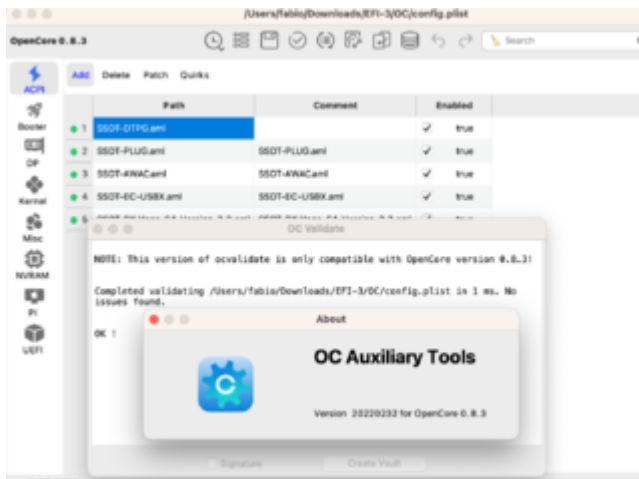 /Users/fabio/Downloads/EFI-3/OC/config.plist
OpenCore 0.8.3
Search
ACPI
Booter
DP
Kernel
Misc
NVRAM
PI
UEFI
Add Delete Patch Quirks
Path Comment Enabled
1 SSDT-DTPG.aml true
2 SSDT-PLUG.aml SSDT-PLUG.aml true
3 SSDT-AWAC.aml SSDT-AWAC.aml true
4 SSDT-EC-USBX.aml SSDT-EC-USBX.aml true
5
OC Validate
NOTE: This version of ocvalidate is only compatible with OpenCore version 0.8.3!
Completed validating /Users/fabio/Downloads/EFI-3/OC/config.plist in 1 ms. No
issues found.
OK !
About
OC Auxiliary Tools
Version 20220232 for OpenCore 0.8.3
Signature Create Vault